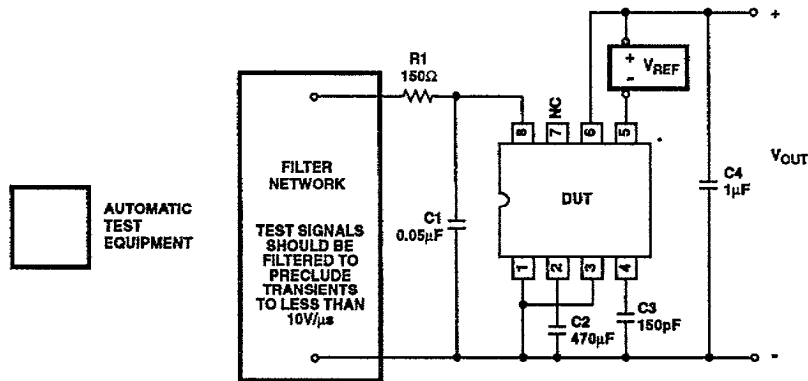 AUTOMATIC
TEST
EQUIPMENT
FILTER
NETWORK
TEST SIGNALS
SHOULD BE
FILTERED TO
PRECLUDE
TRANSIENTS
TO LESS THAN
10V/μs
R1
150Ω
C1
0.05μF
8
7
6
5
NC
DUT
1
2
3
4
C2
470μF
C3
150pF
+
-
VREF
C4
1μF
+
VOUT
-